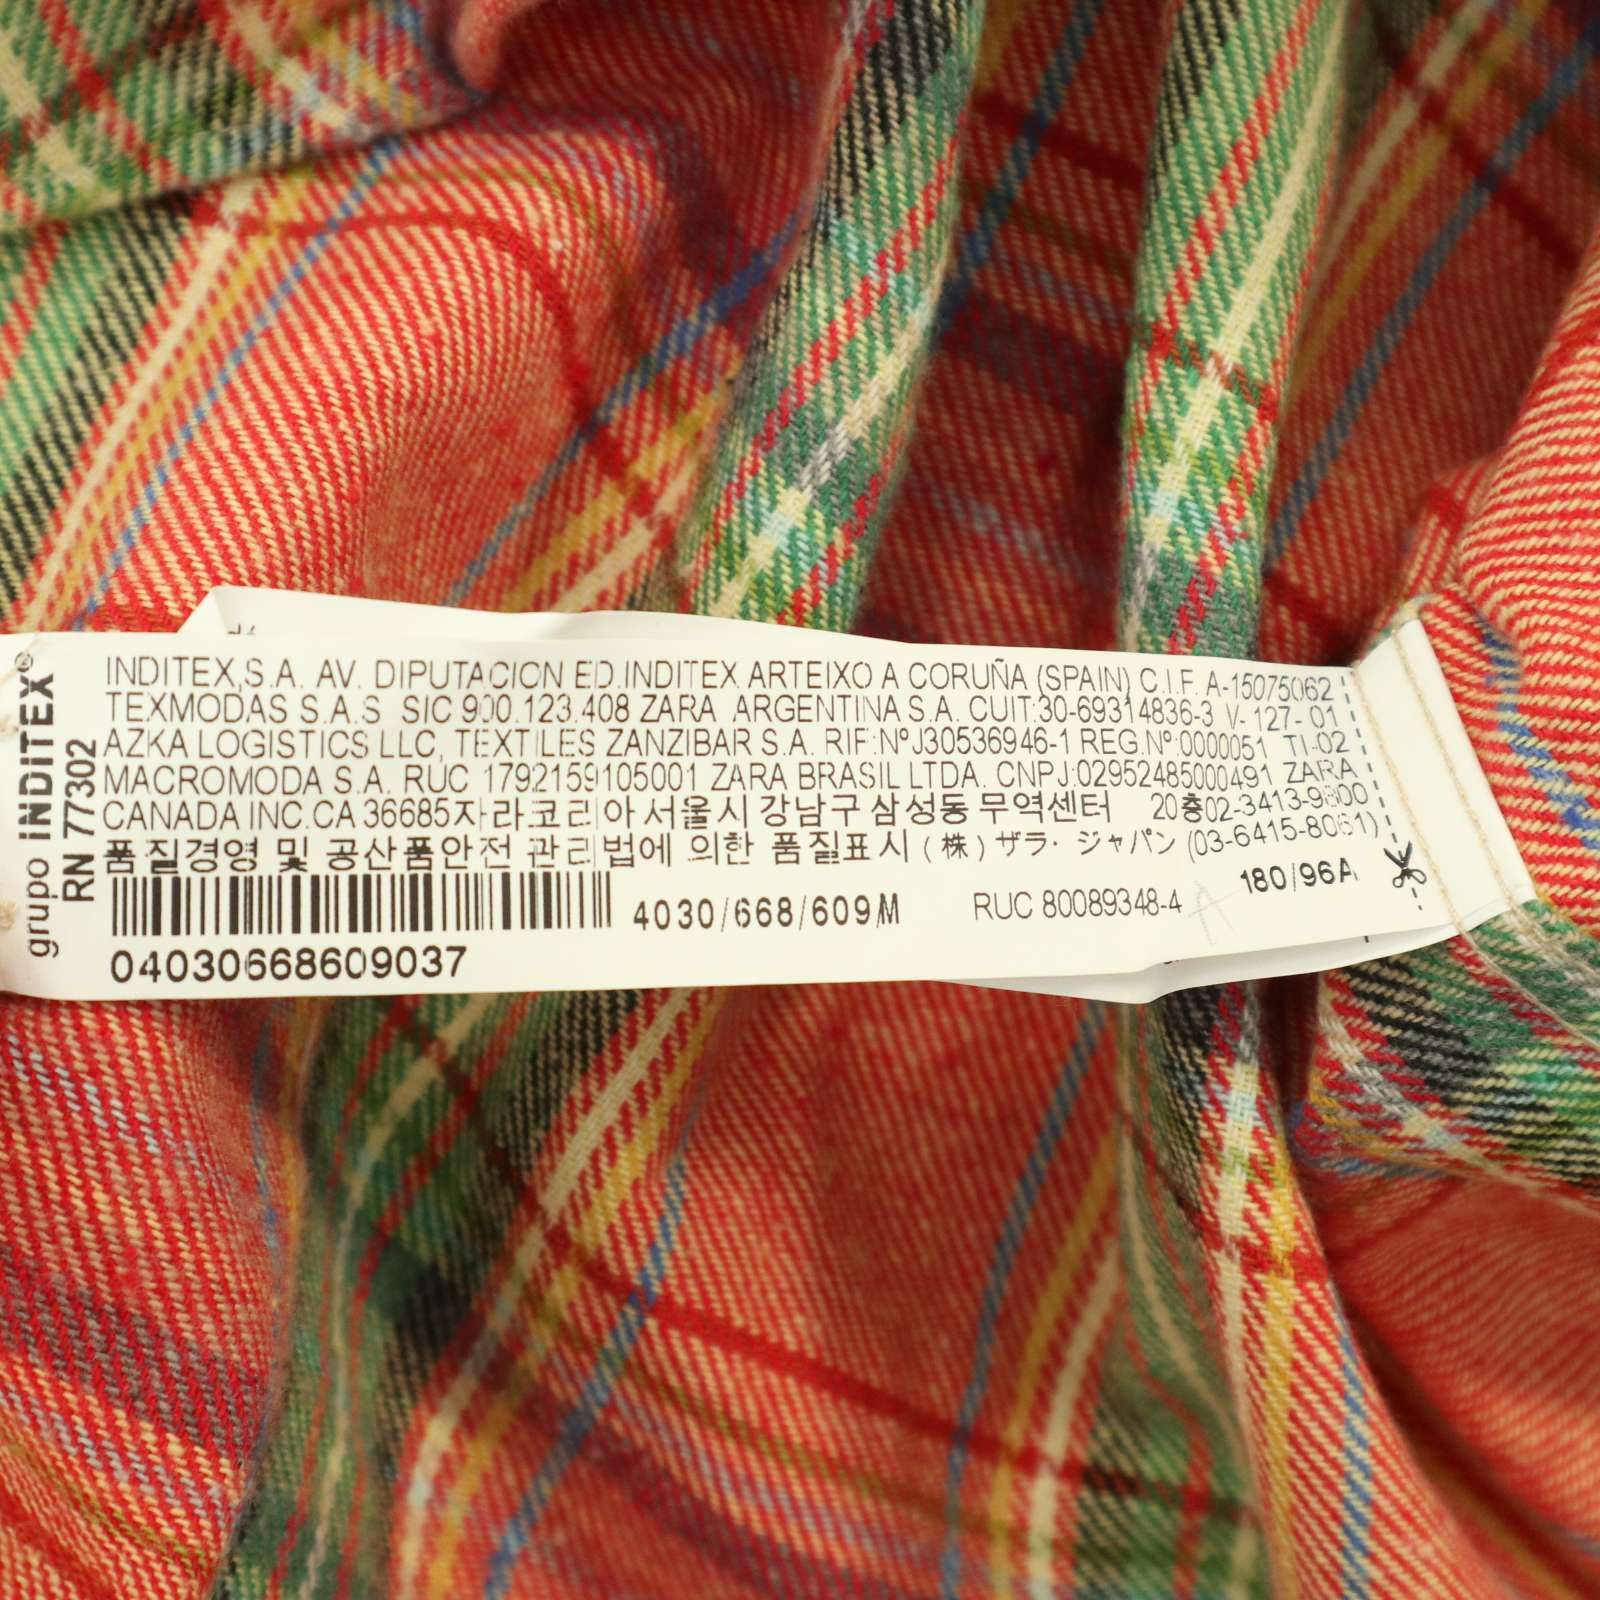 grupo INDITEX®
RN 77302
INDITEX,S.A. AV. DIPUTACION ED.INDITEX ARTEIXO A CORUÑA (SPAIN) C.I.F. A-15075062
TEXMODAS S.A.S SIC 900.123.408 ZARA ARGENTINA S.A. CUIT:30-69314836-3 V-127-01
AZKA LOGISTICS LLC, TEXTILES ZANZIBAR S.A. RIF:NºJ30536946-1 REG.Nº:0000051 TI-02
MACROMODA S.A. RUC 1792159105001 ZARA BRASIL LTDA. CNPJ:02952485000491 ZARA
CANADA INC.CA 36685자라코리아 서울시 강남구 삼성동 무역센터 20층02-3413-9800
품질경영 및 공산품안전 관리법에 의한 품질표시 (株) ザラ・ジャパン (03-6415-8061)
4030/668/609 M RUC 80089348-4 180/96A
04030668609037